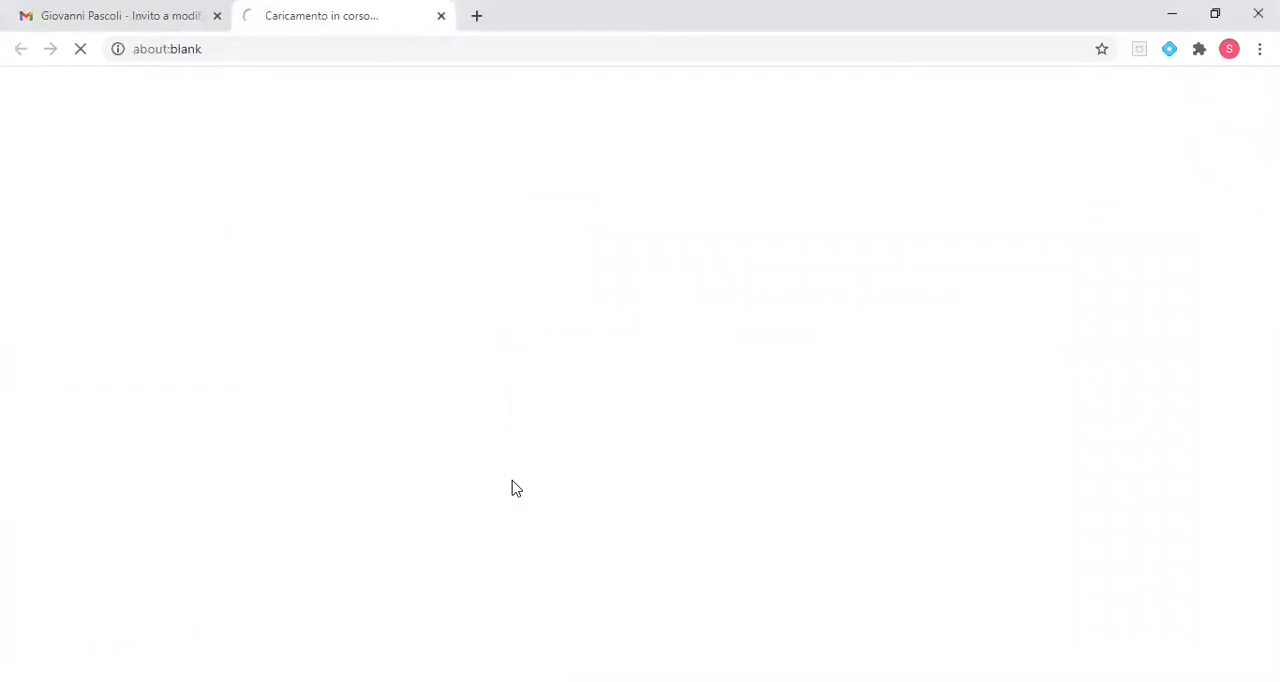 Giovanni Pascoli - Invito a modif
Caricamento in corso...
about:blank
S